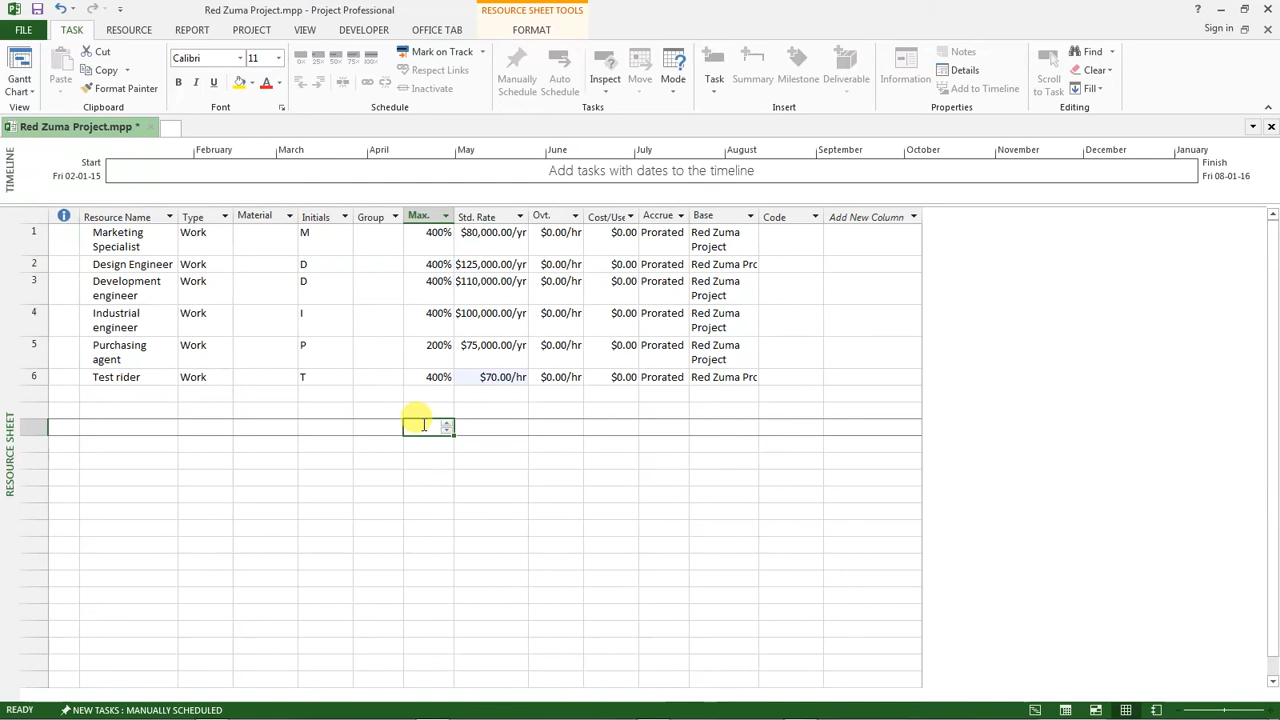 Red Zuma Project.mpp - Project Professional
RESOURCE SHEET TOOLS
?
FILE
TASK
RESOURCE
REPORT
PROJECT
VIEW
DEVELOPER
OFFICE TAB
FORMAT
Sign in
Gantt Chart
View
Paste
Cut
Copy
Format Painter
Clipboard
Calibri
11
B I U A
Font
0% 25% 50% 75% 100%
Mark on Track
Respect Links
Inactivate
Schedule
Manually Schedule
Auto Schedule
Inspect
Move
Mode
Tasks
Task
Summary
Milestone
Deliverable
Insert
Information
Notes
Details
Add to Timeline
Properties
Scroll to Task
Find
Clear
Fill
Editing
Red Zuma Project.mpp *
TIMELINE
February March April May June July August September October November December January
Start
Fri 02-01-15
Add tasks with dates to the timeline
Finish
Fri 08-01-16
RESOURCE SHEET
Resource Name Type Material Initials Group Max. Std. Rate Ovt. Cost/Use Accrue Base Code Add New Column
1 Marketing Specialist Work M 400% $80,000.00/yr $0.00/hr $0.00 Prorated Red Zuma Project
2 Design Engineer Work D 400% $125,000.00/yr $0.00/hr $0.00 Prorated Red Zuma Prc
3 Development engineer Work D 400% $110,000.00/yr $0.00/hr $0.00 Prorated Red Zuma Project
4 Industrial engineer Work I 400% $100,000.00/yr $0.00/hr $0.00 Prorated Red Zuma Project
5 Purchasing agent Work P 200% $75,000.00/yr $0.00/hr $0.00 Prorated Red Zuma Project
6 Test rider Work T 400% $70.00/hr $0.00/hr $0.00 Prorated Red Zuma Prc
READY
NEW TASKS : MANUALLY SCHEDULED